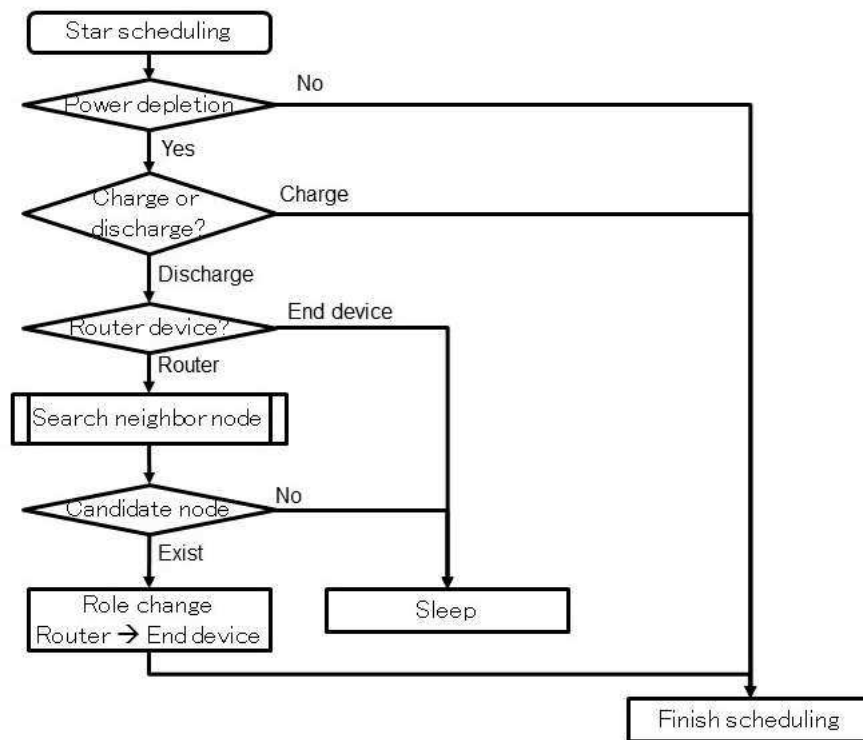 Star scheduling
Power depletion
No
Yes
Charge or
discharge?
Charge
Discharge
Router device?
End device
Router
Search neighbor node
Candidate node
No
Exist
Role change
Router → End device
Sleep
Finish scheduling